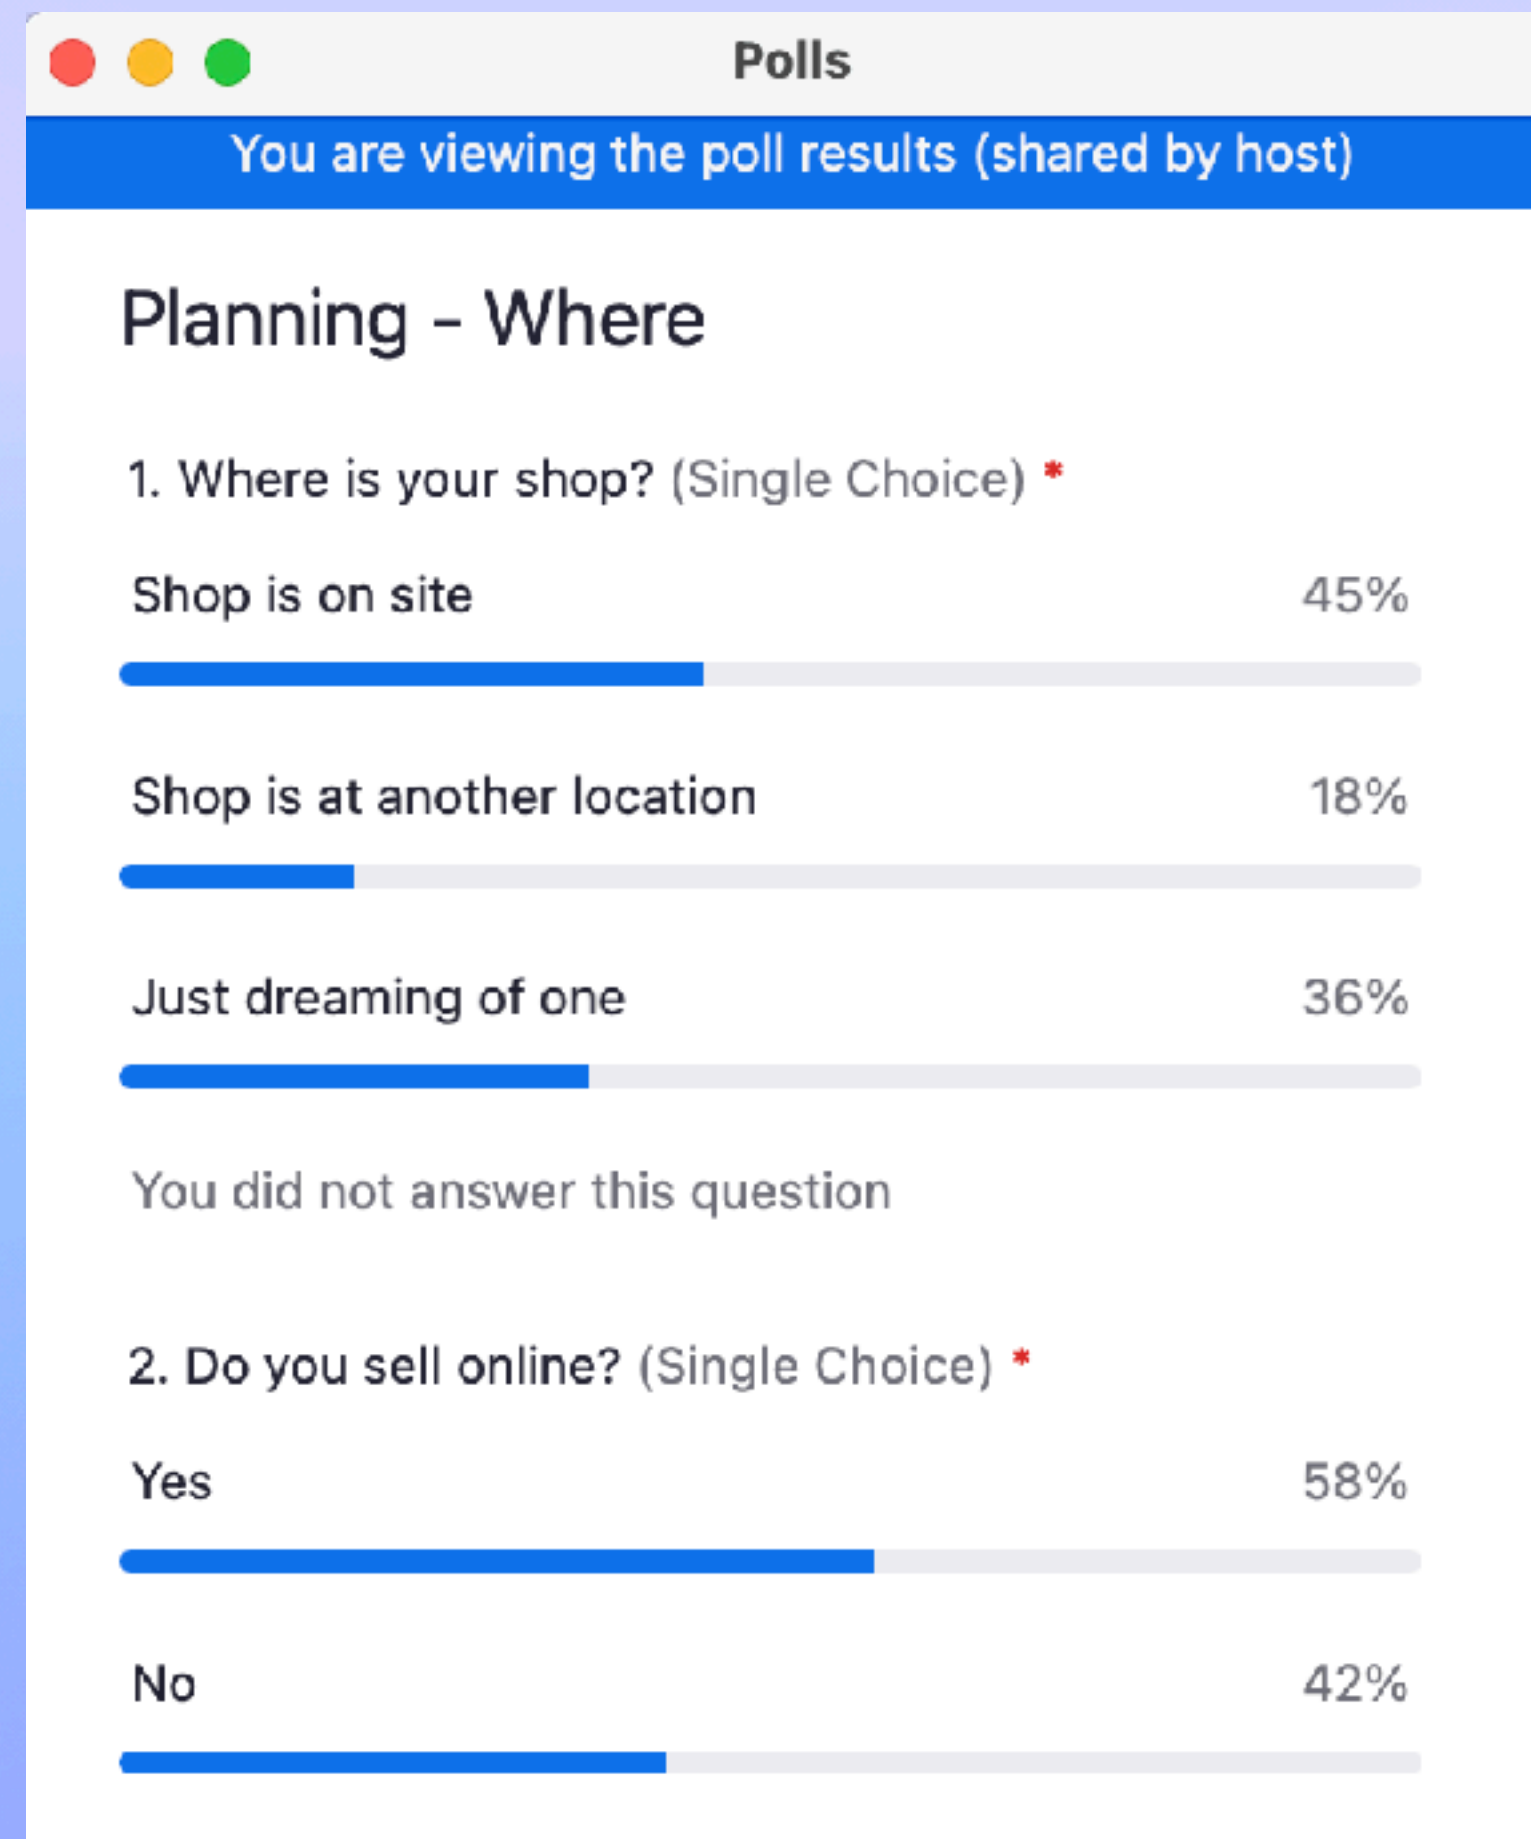 Polls
You are viewing the poll results (shared by host)
Planning - Where
1. Where is your shop? (Single Choice) *
Shop is on site 45%
Shop is at another location 18%
Just dreaming of one 36%
You did not answer this question
2. Do you sell online? (Single Choice) *
Yes 58%
No 42%